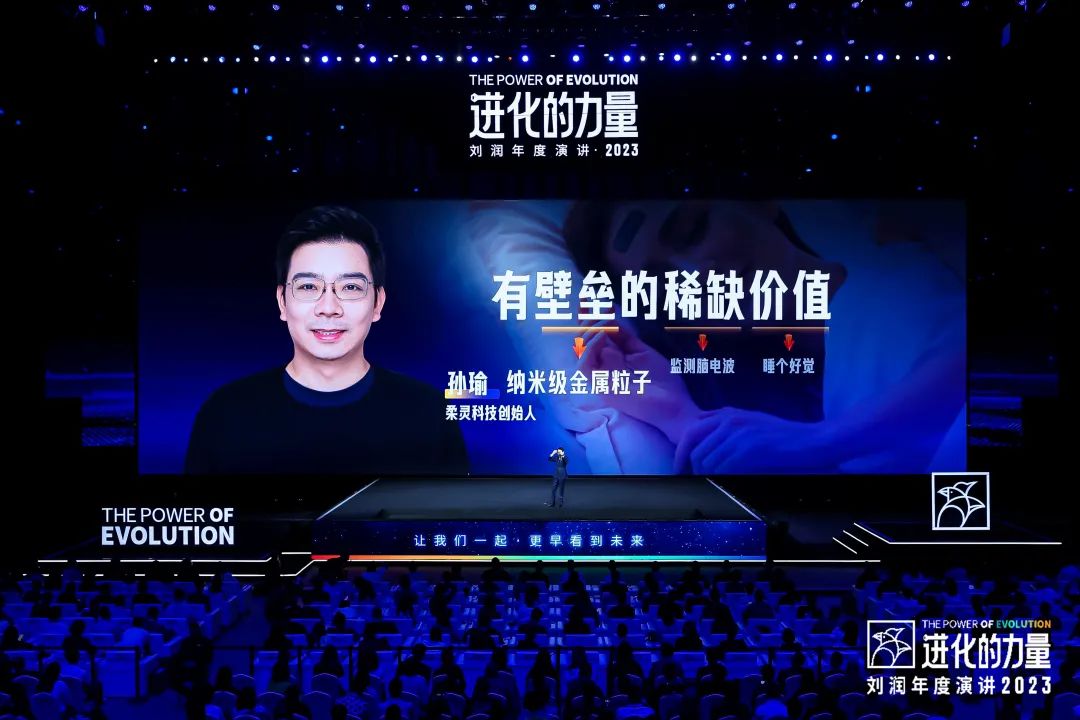 THE POWER OF EVOLUTION
进化的力量
刘润年度演讲·2023
有壁垒的稀缺价值
监测脑电波 睡个好觉
孙瑜 纳米级金属粒子
柔灵科技创始人
THE POWER OF
EVOLUTION
让我们一起·更早看到未来
THE POWER OF EVOLUTION
进化的力量
刘润年度演讲2023